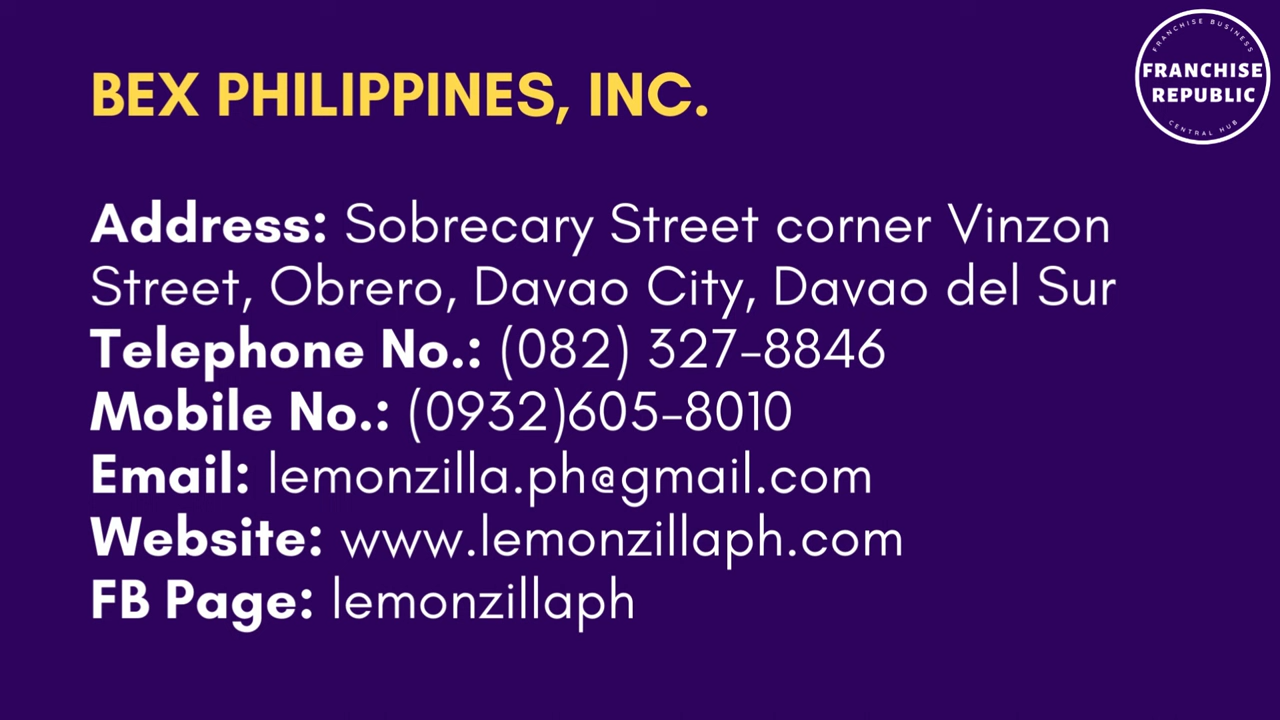 BEX PHILIPPINES, INC.
FRANCHISE BUSINESS
FRANCHISE
REPUBLIC
CENTRAL HUB
Address: Sobrecary Street corner Vinzon
Street, Obrero, Davao City, Davao del Sur
Telephone No.: (082) 327-8846
Mobile No.: (0932)605-8010
Email: lemonzilla.ph@gmail.com
Website: www.lemonzillaph.com
FB Page: lemonzillaph